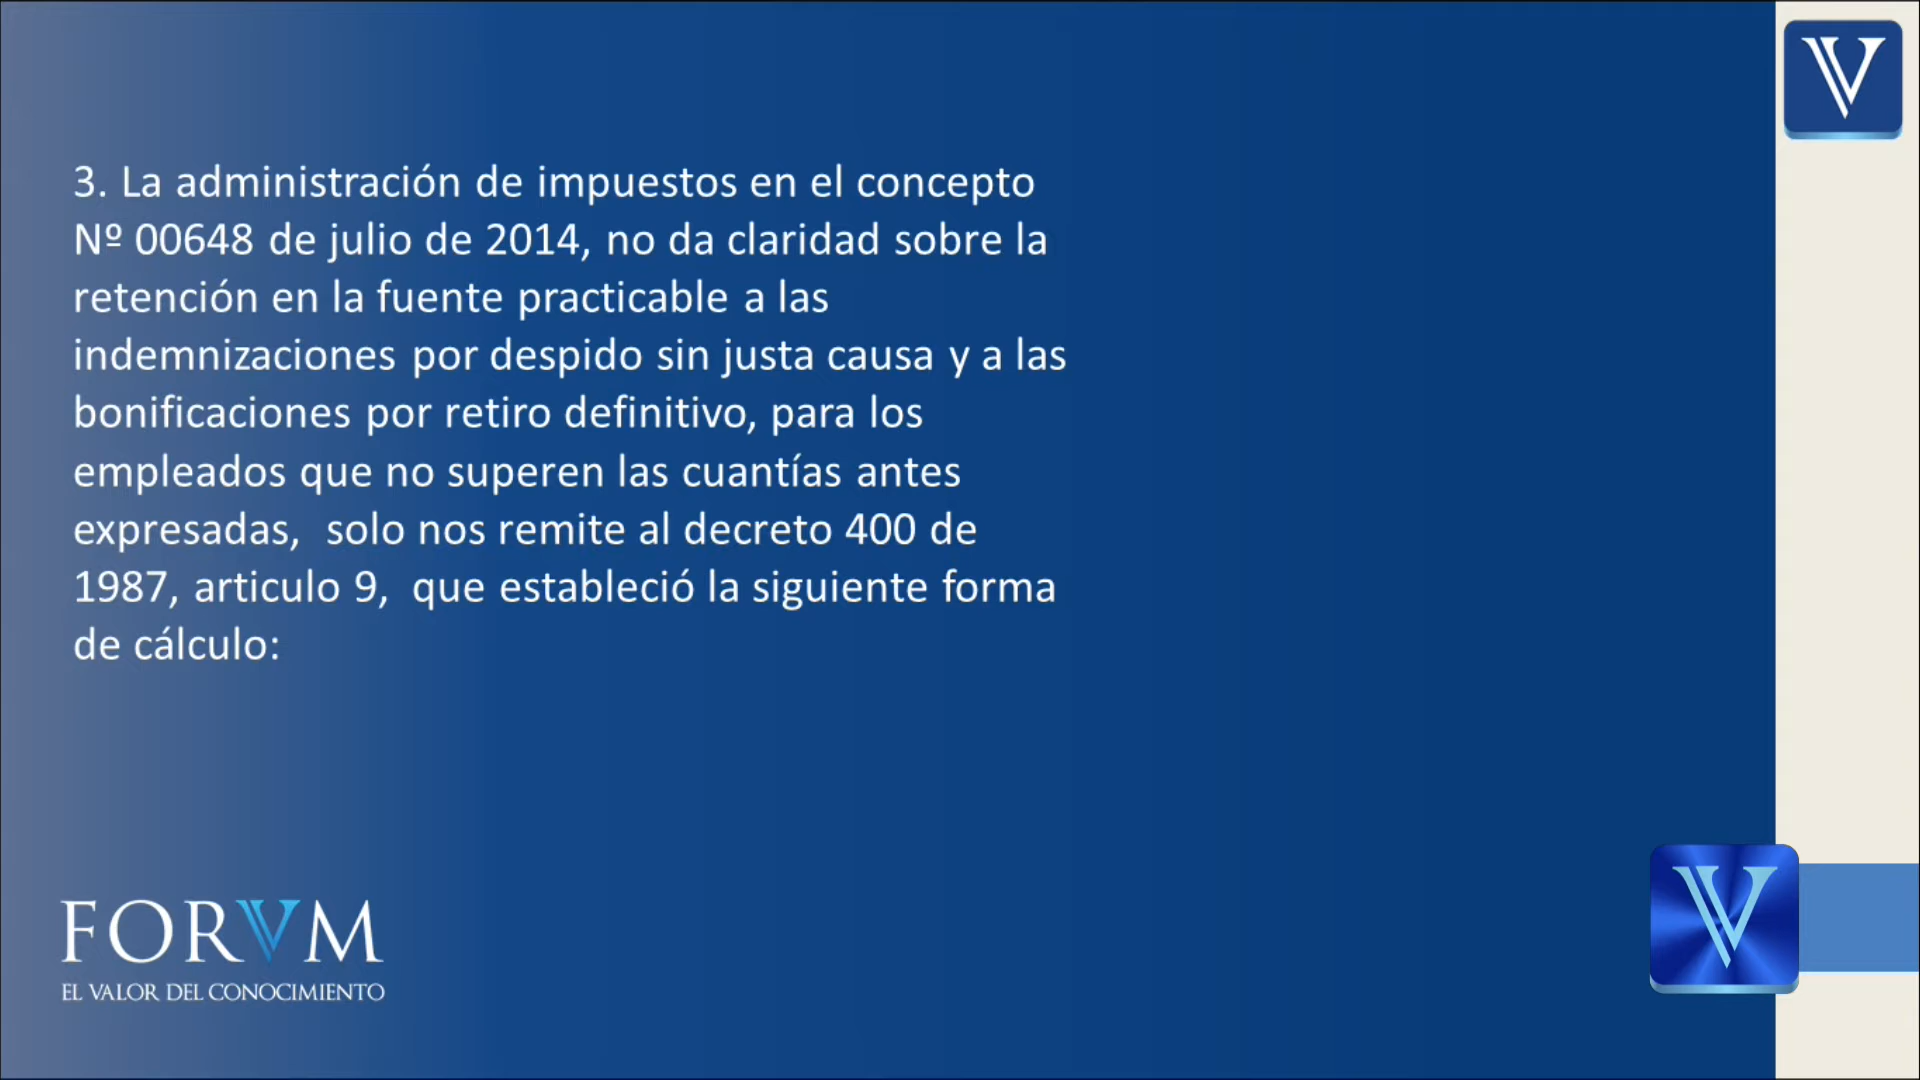 3. La administración de impuestos en el concepto
Nº 00648 de julio de 2014, no da claridad sobre la
retención en la fuente practicable a las
indemnizaciones por despido sin justa causa y a las
bonificaciones por retiro definitivo, para los
empleados que no superen las cuantías antes
expresadas,  solo nos remite al decreto 400 de
1987, articulo 9,  que estableció la siguiente forma
de cálculo:
FORVM
EL VALOR DEL CONOCIMIENTO
V
V